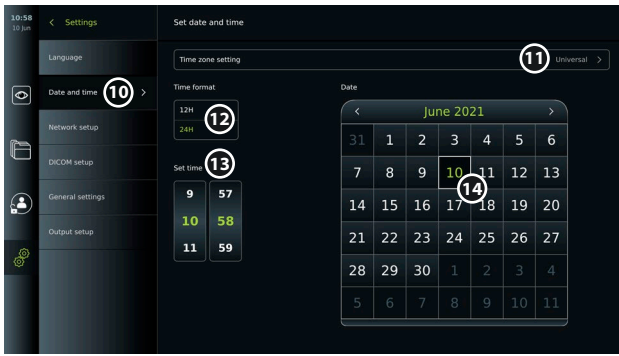 10:58
10 Jun
Settings
Language
Date and time 10
Network setup
DICOM setup
General settings
Output setup
Set date and time
Time zone setting 11 Universal
Time format
12H
24H
12
Set time 13
9 57
10 58
11 59
Date
June 2021
31 1 2 3 4 5 6
7 8 9 10 11 12 13
14
14 15 16 17 18 19 20
21 22 23 24 25 26 27
28 29 30 1 2 3 4
5 6 7 8 9 10 11